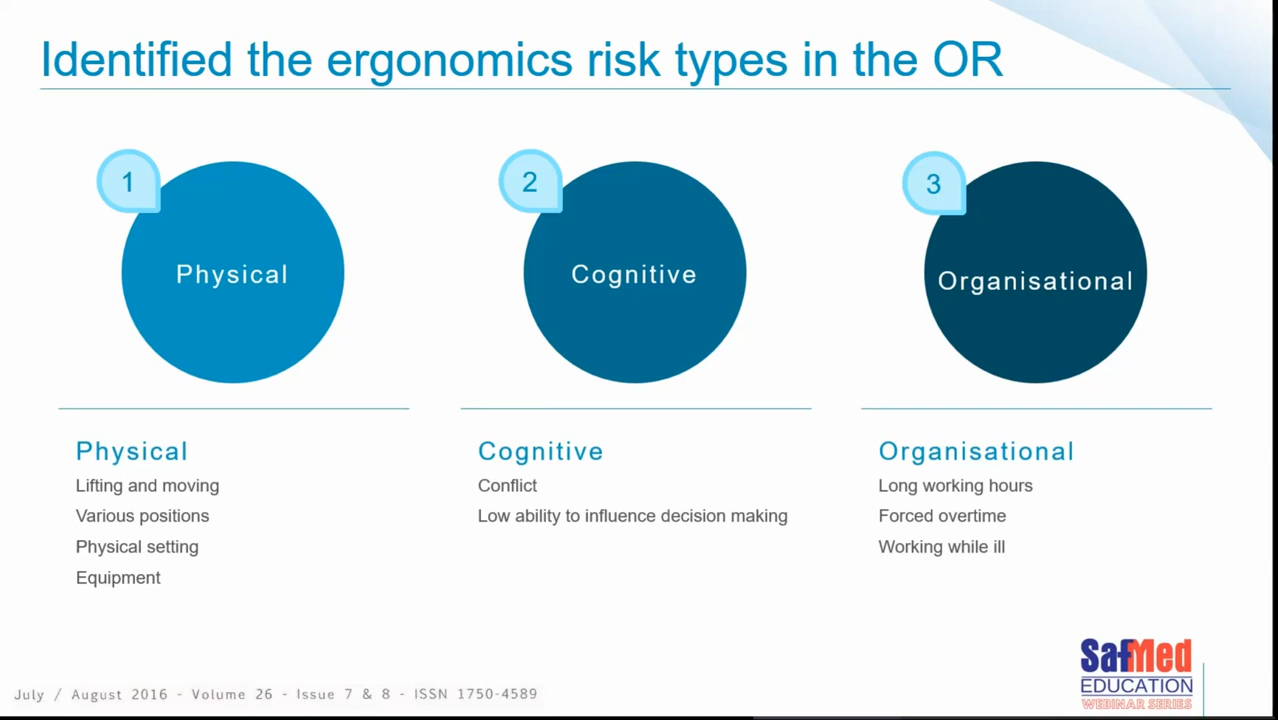 Identified the ergonomics risk types in the OR
1
Physical
2
Cognitive
3
Organisational
Physical
Lifting and moving
Various positions
Physical setting
Equipment
Cognitive
Conflict
Low ability to influence decision making
Organisational
Long working hours
Forced overtime
Working while ill
July / August 2016 - Volume 26 - Issue 7 & 8 - ISSN 1750-4589
SafMed
EDUCATION
WEBINAR SERIES